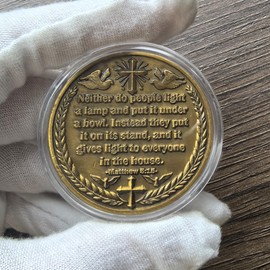 Neither do people light
a lamp and put it under
a bowl. Instead they put
it on its stand, and it
gives light to everyone
in the house.
-Matthew 5:15-